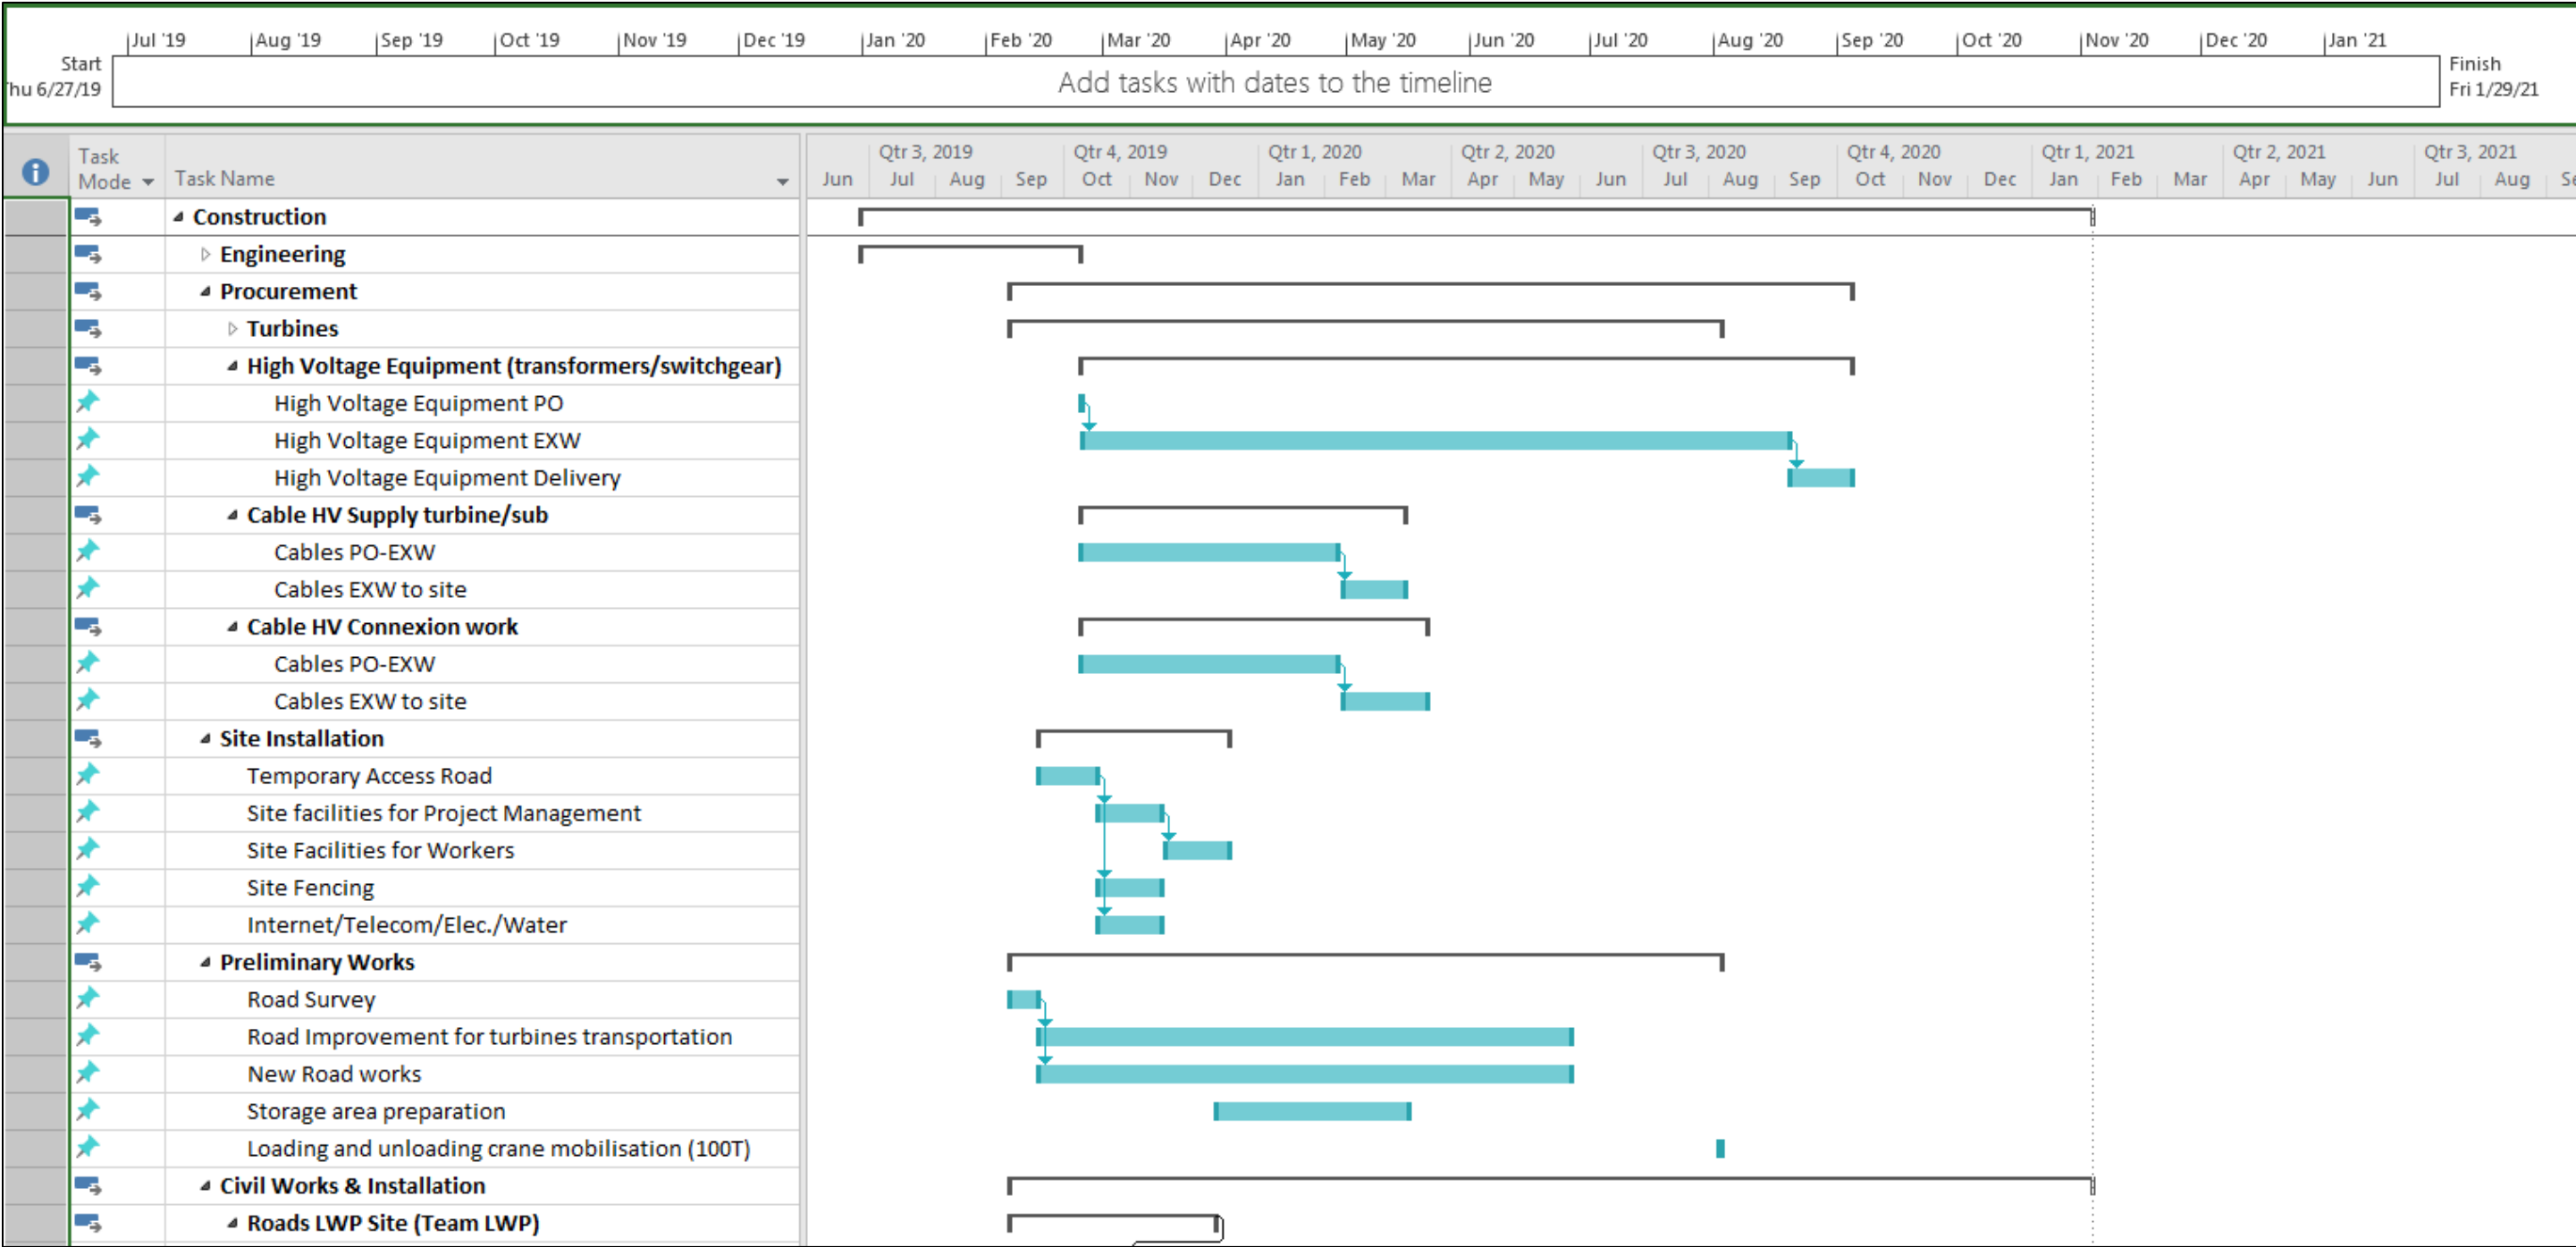 Jul '19 Aug '19 Sep '19 Oct '19 Nov '19 Dec '19 Jan '20 Feb '20 Mar '20 Apr '20 May '20 Jun '20 Jul '20 Aug '20 Sep '20 Oct '20 Nov '20 Dec '20 Jan '21
Start
hu 6/27/19
Add tasks with dates to the timeline
Finish
Fri 1/29/21
Task Mode
Task Name
Qtr 3, 2019 Qtr 4, 2019 Qtr 1, 2020 Qtr 2, 2020 Qtr 3, 2020 Qtr 4, 2020 Qtr 1, 2021 Qtr 2, 2021 Qtr 3, 2021
Jun Jul Aug Sep Oct Nov Dec Jan Feb Mar Apr May Jun Jul Aug Sep Oct Nov Dec Jan Feb Mar Apr May Jun Jul Aug Se
Construction
Engineering
Procurement
Turbines
High Voltage Equipment (transformers/switchgear)
High Voltage Equipment PO
High Voltage Equipment EXW
High Voltage Equipment Delivery
Cable HV Supply turbine/sub
Cables PO-EXW
Cables EXW to site
Cable HV Connexion work
Cables PO-EXW
Cables EXW to site
Site Installation
Temporary Access Road
Site facilities for Project Management
Site Facilities for Workers
Site Fencing
Internet/Telecom/Elec./Water
Preliminary Works
Road Survey
Road Improvement for turbines transportation
New Road works
Storage area preparation
Loading and unloading crane mobilisation (100T)
Civil Works & Installation
Roads LWP Site (Team LWP)